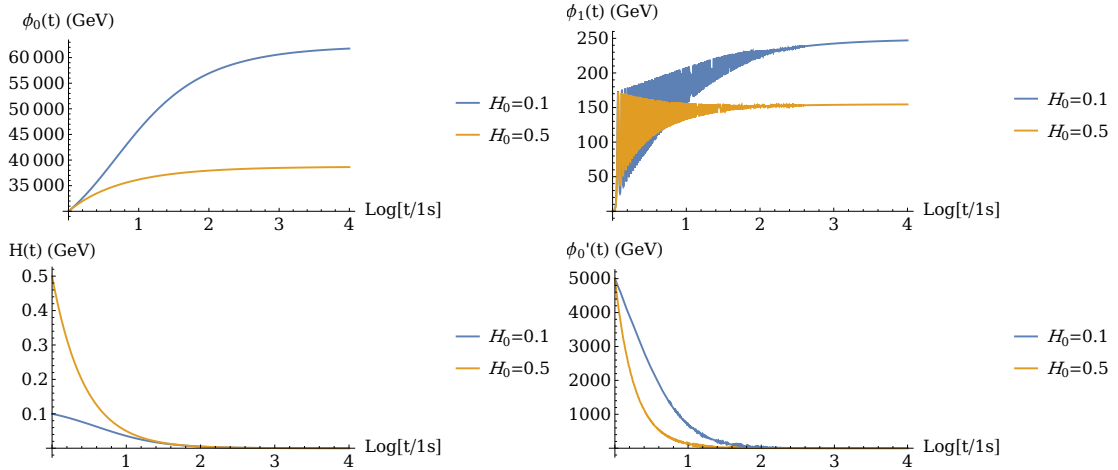 ϕ₀(t) (GeV)
60 000
55 000
50 000
45 000
40 000
35 000
1 2 3 4
Log[t/1s]
H₀=0.1
H₀=0.5
ϕ₁(t) (GeV)
250
200
150
100
50
1 2 3 4
Log[t/1s]
H₀=0.1
H₀=0.5
H(t) (GeV)
0.5
0.4
0.3
0.2
0.1
1 2 3 4
Log[t/1s]
H₀=0.1
H₀=0.5
ϕ₀'(t) (GeV)
5000
4000
3000
2000
1000
1 2 3 4
Log[t/1s]
H₀=0.1
H₀=0.5